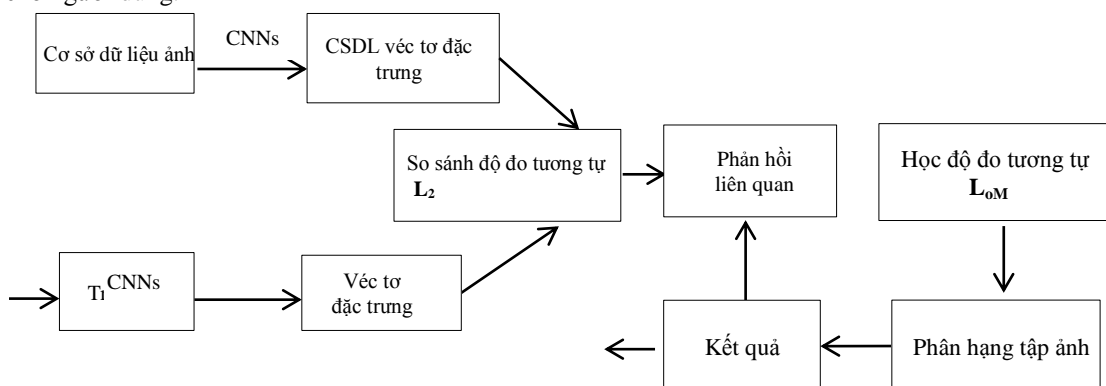 CNNs
Cơ sở dữ liệu ảnh
CSDL véc tơ đặc
trưng
So sánh độ đo tương tự
L₂
Phản hồi
liên quan
Học độ đo tương tự
LoM
CNNs
Véc tơ
đặc trưng
Kết quả
Phân hạng tập ảnh